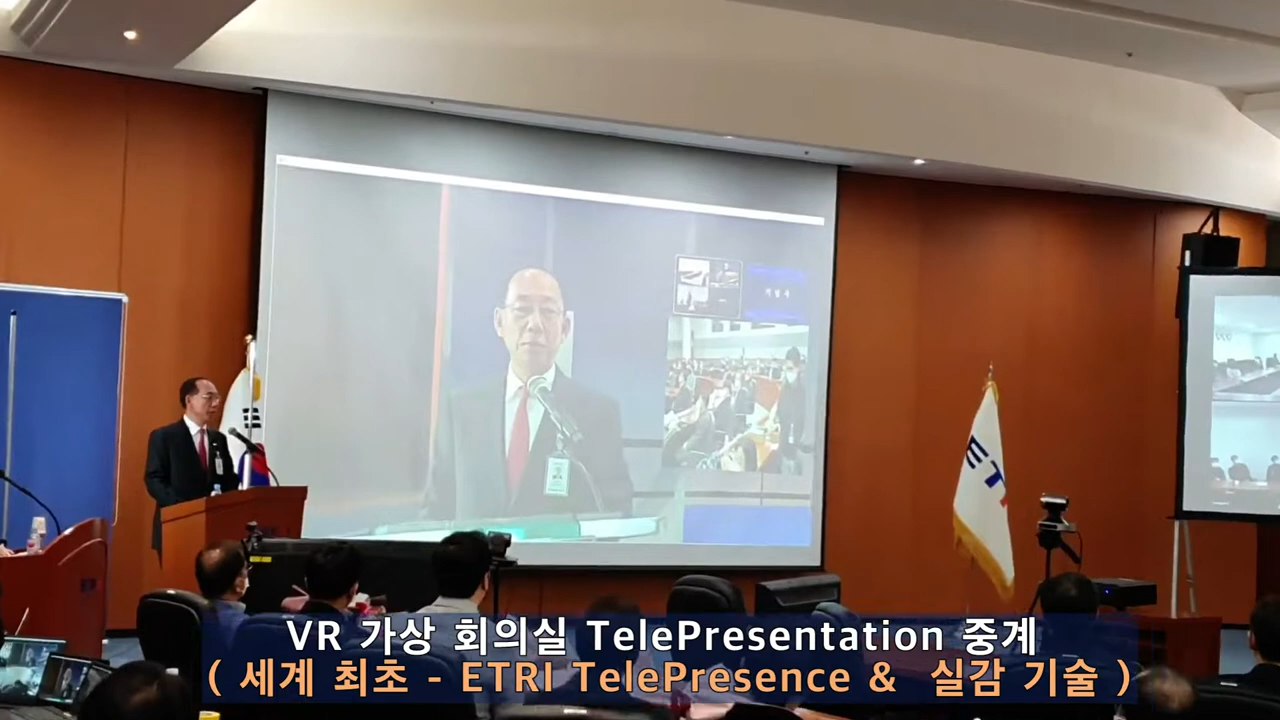 ET
VR 가상 회의실 TelePresentation 중계
( 세계 최초 - ETRI TelePresence & 실감 기술 )